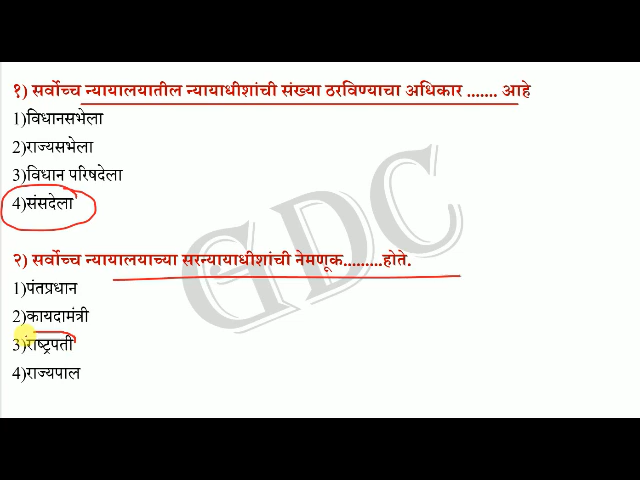 १) सर्वोच्च न्यायालयातील न्यायाधीशांची संख्या ठरविण्याचा अधिकार ....... आहे
1)विधानसभेला
2)राज्यसभेला
3)विधान परिषदेला
4)संसदेला
२) सर्वोच्च न्यायालयाच्या सरन्यायाधीशांची नेमणूक.........होते.
1)पंतप्रधान
2)कायदामंत्री
3)राष्ट्रपती
4)राज्यपाल
GDC